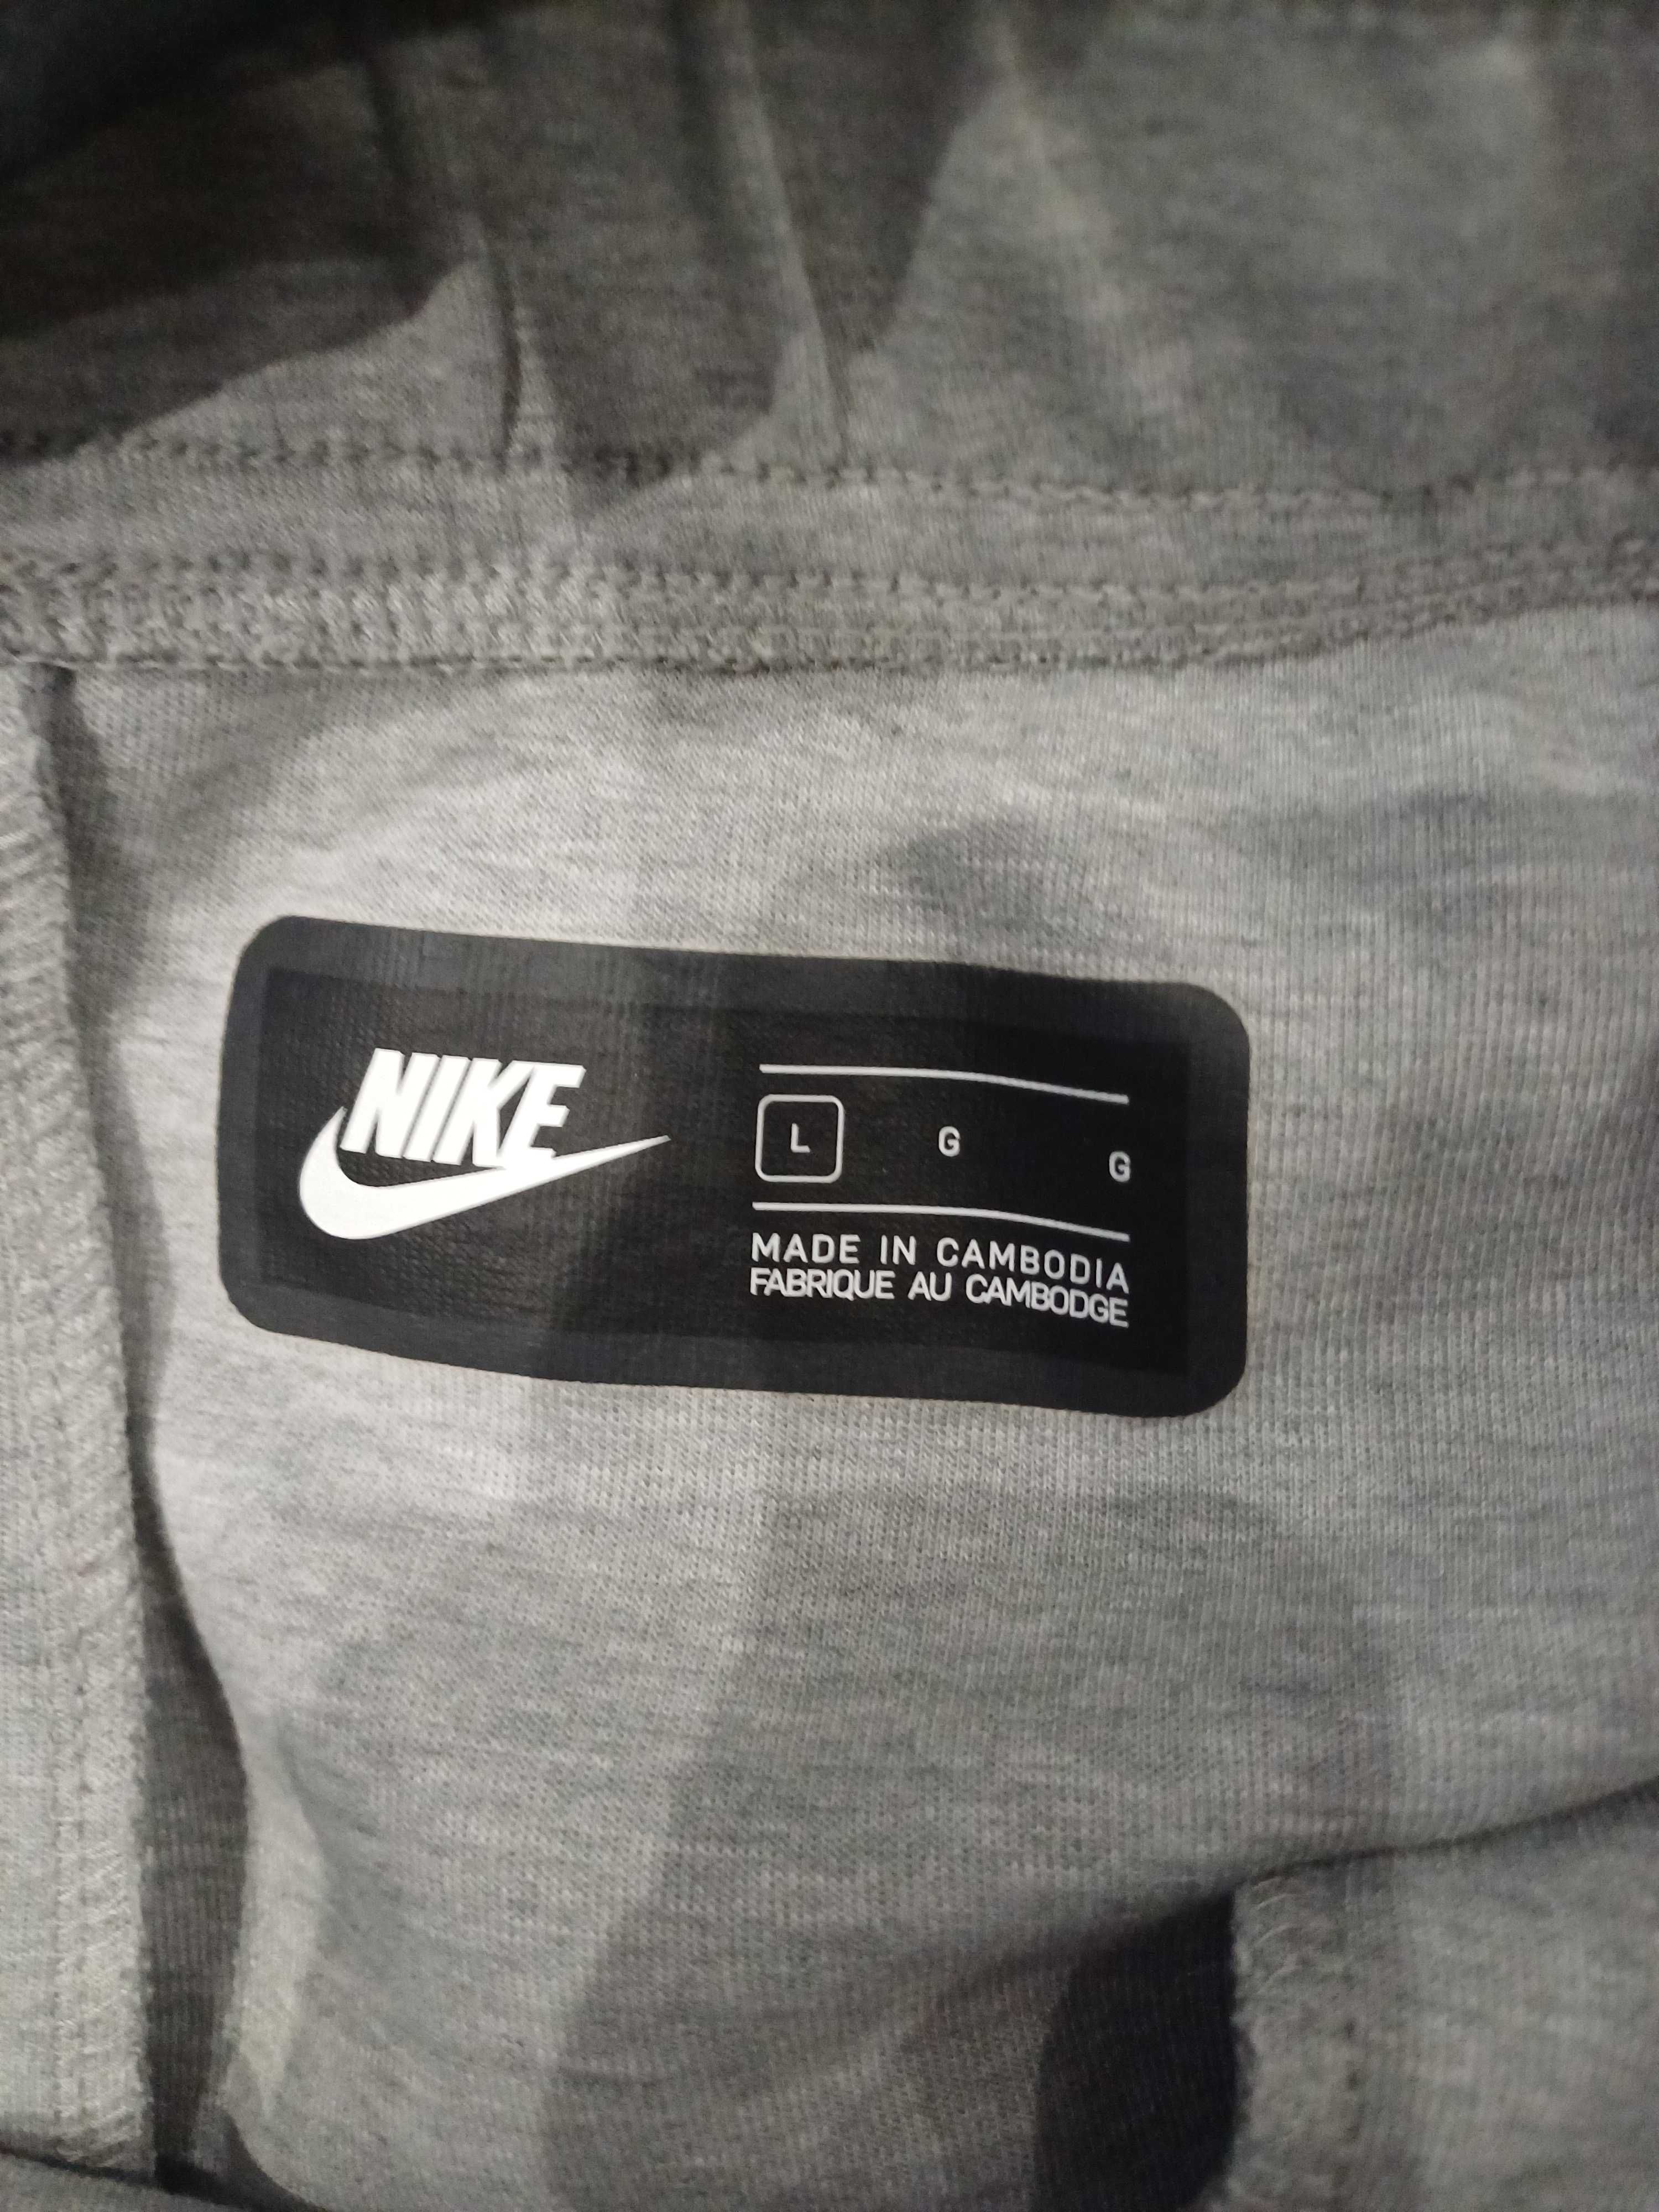 NIKE
L G G
MADE IN CAMBODIA
FABRIQUE AU CAMBODGE